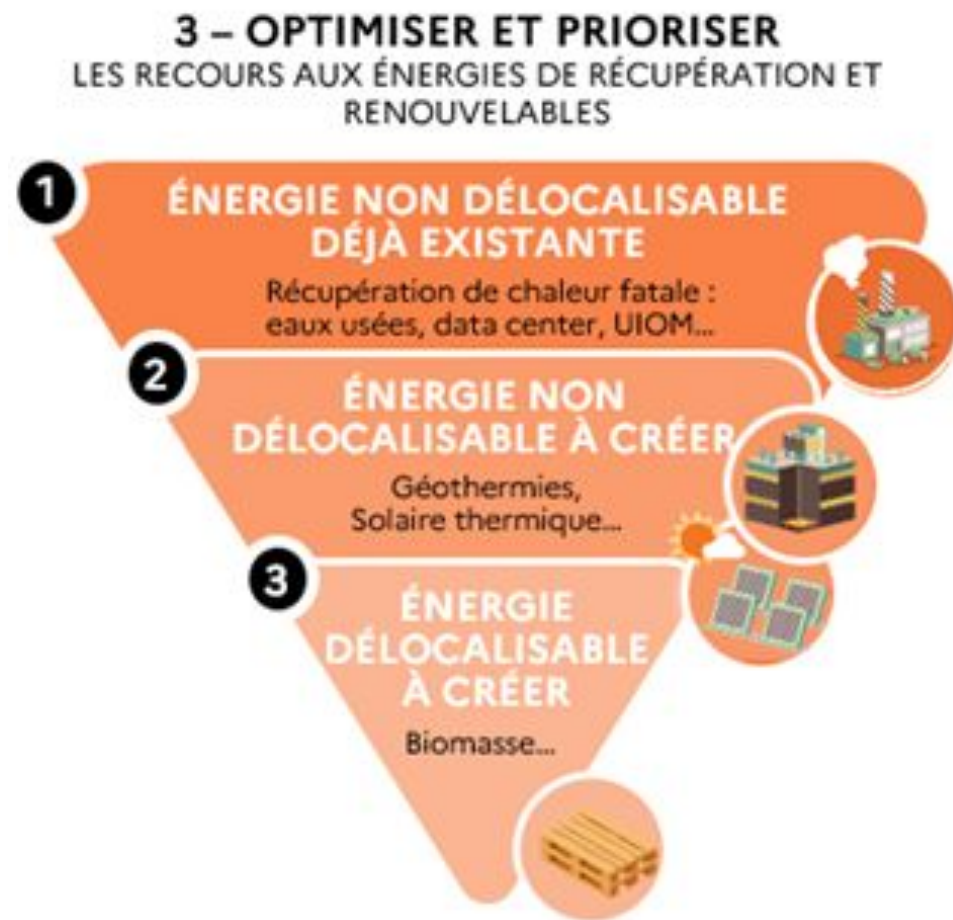 3 – OPTIMISER ET PRIORISER
LES RECOURS AUX ÉNERGIES DE RÉCUPÉRATION ET
RENOUVELABLES
1
ÉNERGIE NON DÉLOCALISABLE
DÉJÀ EXISTANTE
Récupération de chaleur fatale :
eaux usées, data center, UIOM...
2
ÉNERGIE NON
DÉLOCALISABLE À CRÉER
Géothermies,
Solaire thermique...
3
ÉNERGIE
DÉLOCALISABLE
À CRÉER
Biomasse...